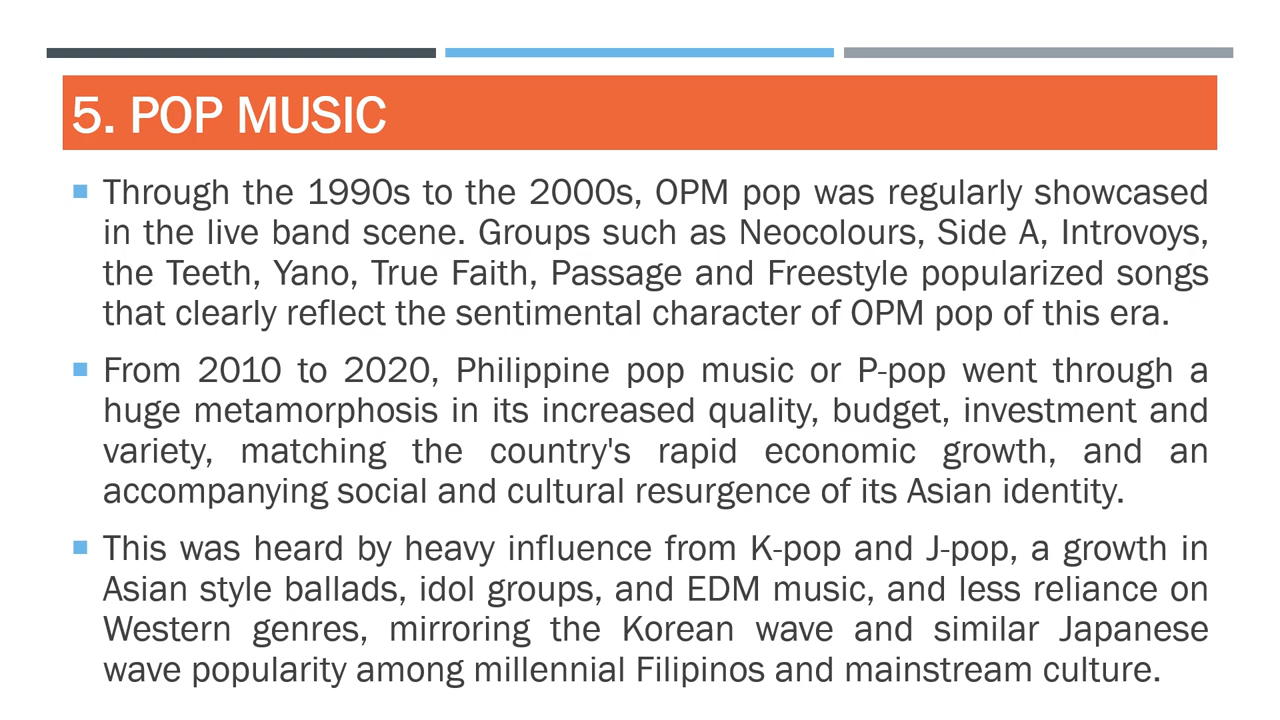 5. POP MUSIC
Through the 1990s to the 2000s, OPM pop was regularly showcased
in the live band scene. Groups such as Neocolours, Side A, Introvoys,
the Teeth, Yano, True Faith, Passage and Freestyle popularized songs
that clearly reflect the sentimental character of OPM pop of this era.
From 2010 to 2020, Philippine pop music or P-pop went through a
huge metamorphosis in its increased quality, budget, investment and
variety, matching the country's rapid economic growth, and an
accompanying social and cultural resurgence of its Asian identity.
This was heard by heavy influence from K-pop and J-pop, a growth in
Asian style ballads, idol groups, and EDM music, and less reliance on
Western genres, mirroring the Korean wave and similar Japanese
wave popularity among millennial Filipinos and mainstream culture.